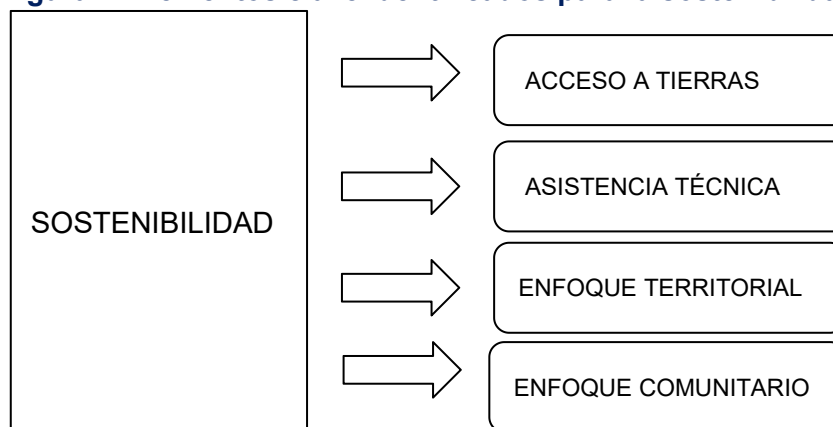 SOSTENIBILIDAD
ACCESO A TIERRAS
ASISTENCIA TÉCNICA
ENFOQUE TERRITORIAL
ENFOQUE COMUNITARIO